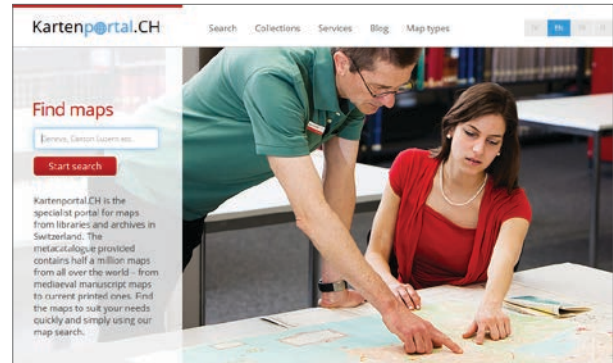 Kartenportal.CH
Search Collections Services Blog Map types
EN
Find maps
Geneva, Canton Lucern etc.
Start search
Kartenportal.CH is the
specialist portal for maps
from libraries and archives in
Switzerland. The
metacatalogue provided
contains half a million maps
from all over the world – from
mediaeval manuscript maps
to current printed ones. Find
the maps to suit your needs
quickly and simply using our
map search.